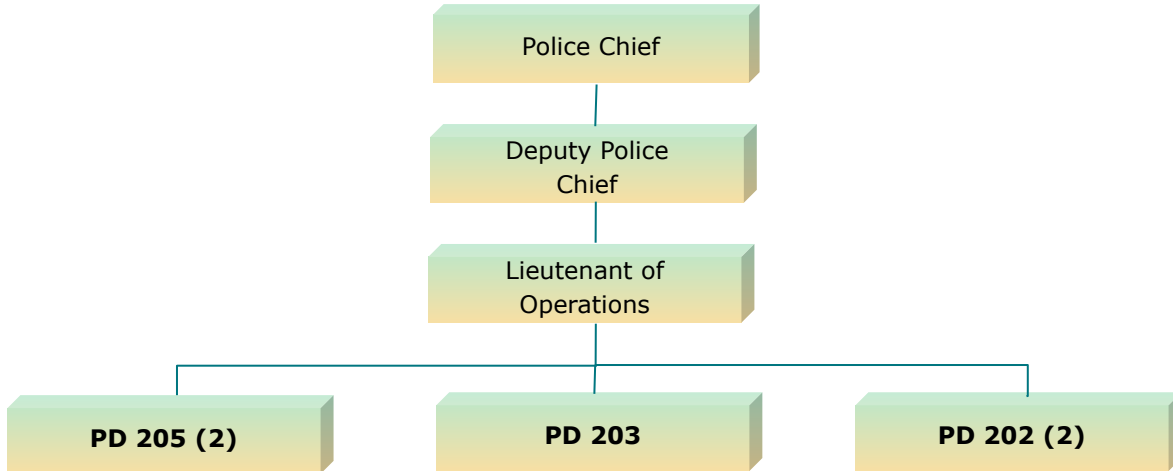 Police Chief
Deputy Police
Chief
Lieutenant of
Operations
PD 205 (2)
PD 203
PD 202 (2)